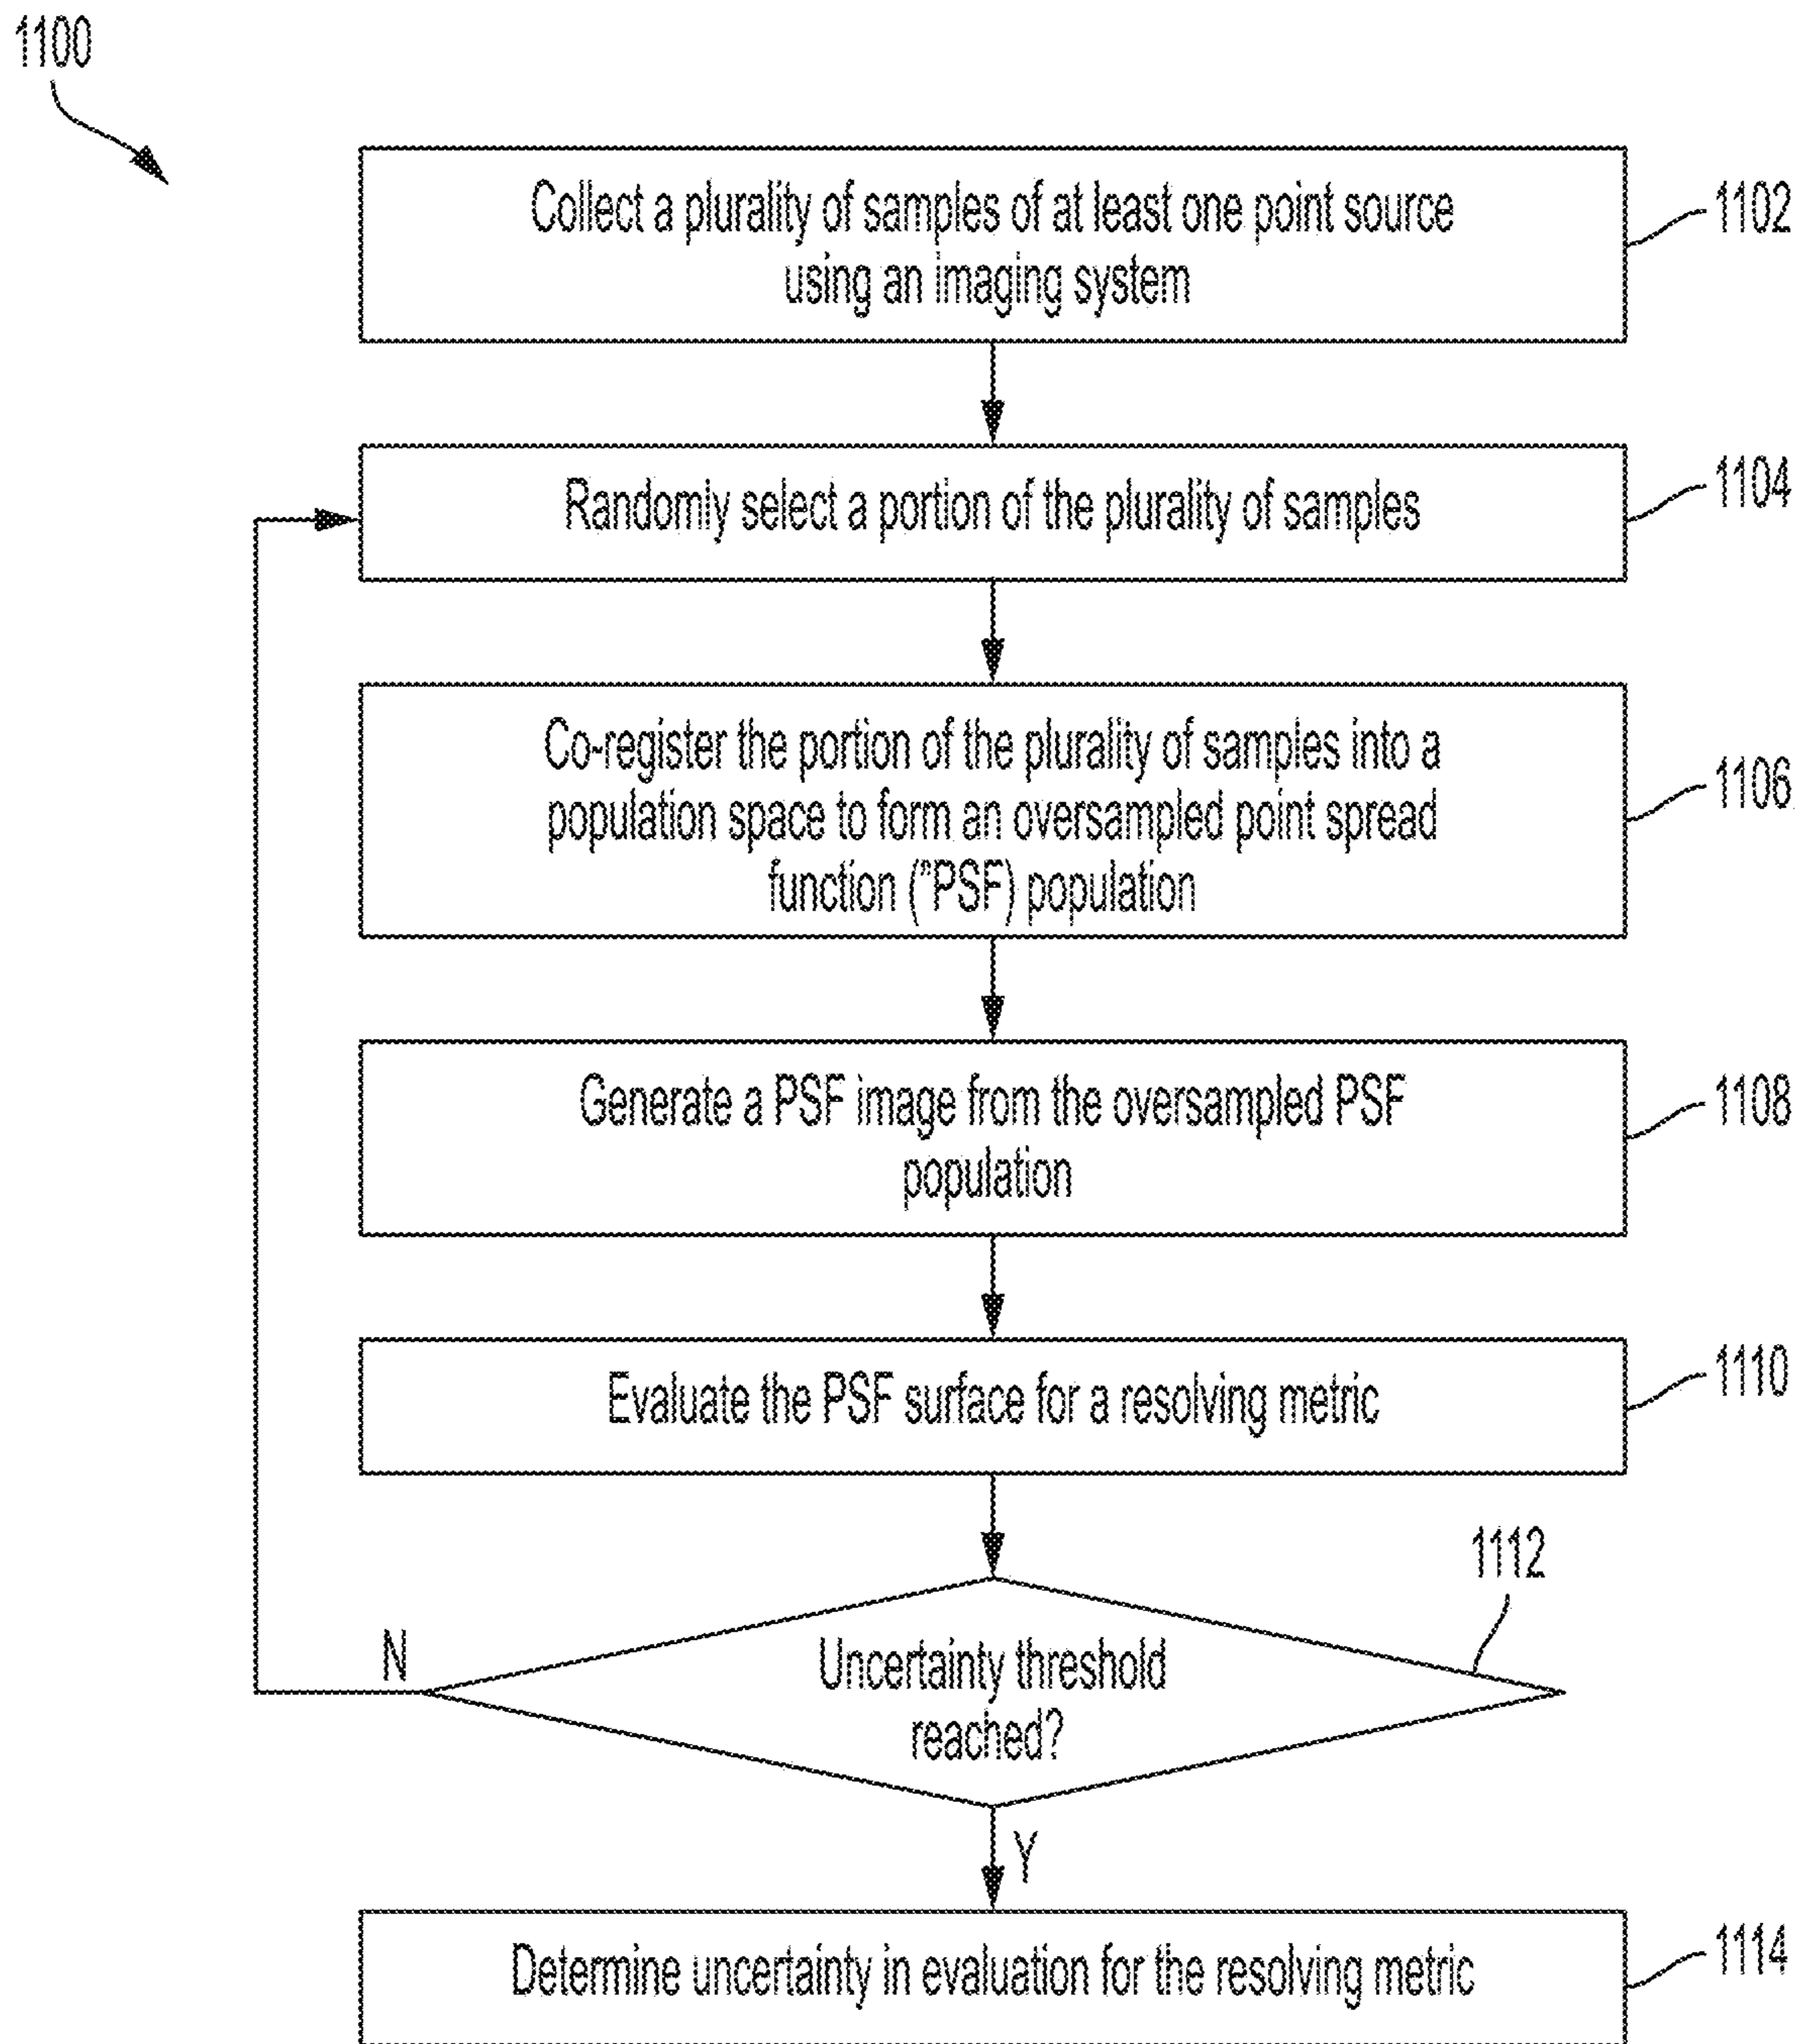 1100
Collect a plurality of samples of at least one point source
using an imaging system
1102
Randomly select a portion of the plurality of samples
1104
Co-register the portion of the plurality of samples into a
population space to form an oversampled point spread
function ("PSF) population
1106
Generate a PSF image from the oversampled PSF
population
1108
Evaluate the PSF surface for a resolving metric
1110
Uncertainty threshold
reached?
1112
N
Y
Determine uncertainty in evaluation for the resolving metric
1114